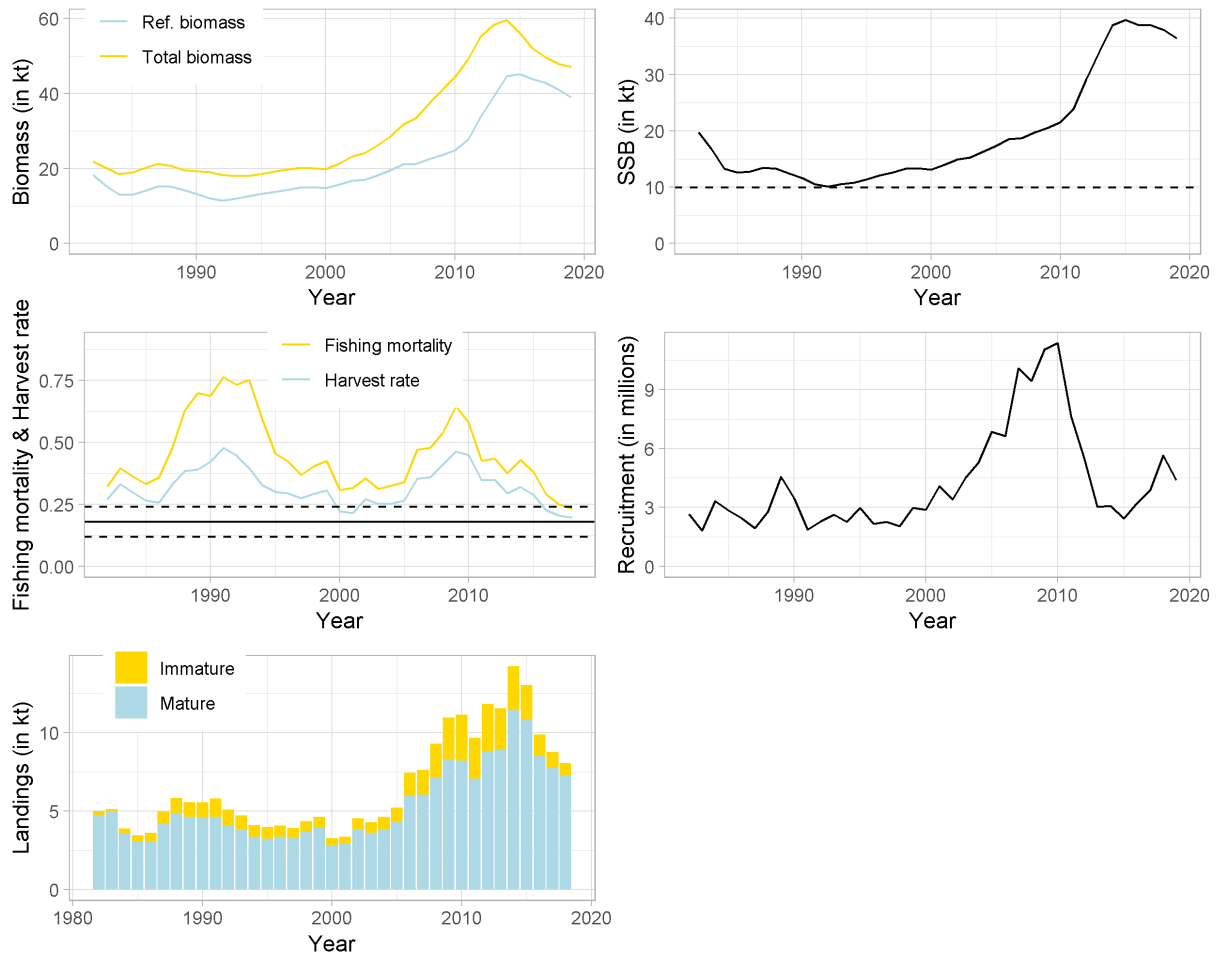 Ref. biomass
Total biomass
Biomass (in kt)
60
40
20
0
1990
2000
2010
2020
Year
SSB (in kt)
40
30
20
10
0
1990
2000
2010
2020
Year
Fishing mortality
Harvest rate
Fishing mortality & Harvest rate
0.75
0.50
0.25
0.00
1990
2000
2010
Year
Recruitment (in millions)
9
6
3
0
1990
2000
2010
2020
Year
Immature
Mature
Landings (in kt)
10
5
0
1980
1990
2000
2010
2020
Year